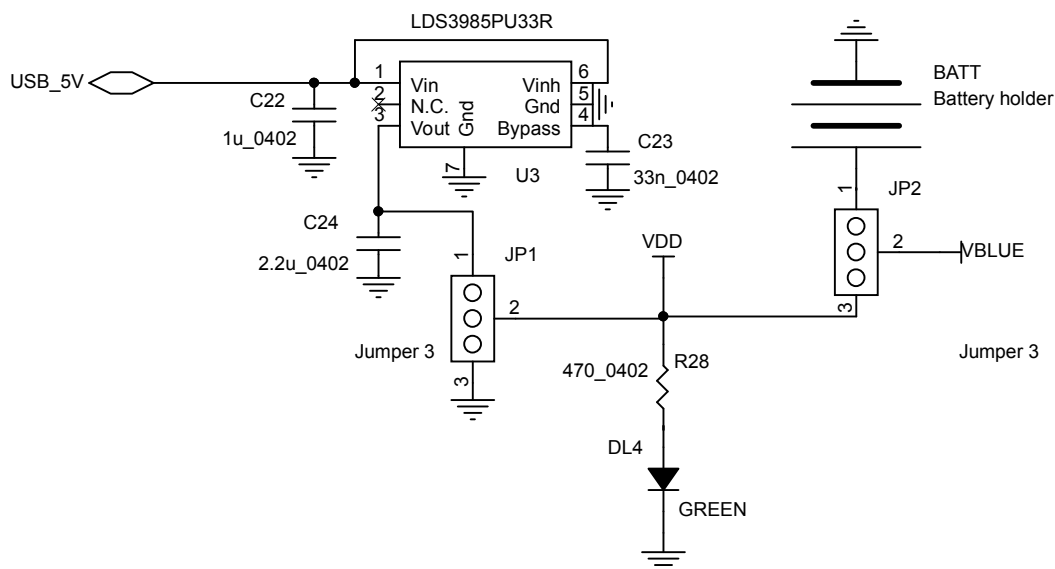 LDS3985PU33R
USB_5V
C22
1u_0402
1
2
3
Vin
N.C.
Vout
Gnd
7
Vinh
Gnd
Bypass
6
5
4
U3
C23
33n_0402
BATT
Battery holder
C24
2.2u_0402
1
JP1
2
3
Jumper 3
VDD
1
JP2
2
VBLUE
3
Jumper 3
470_0402
R28
DL4
GREEN